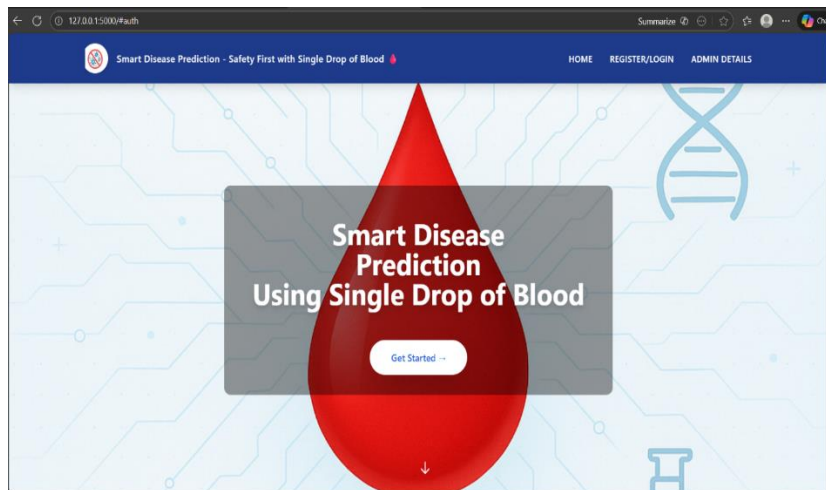 127.0.0.1:5000/#auth
Summarize
Smart Disease Prediction - Safety First with Single Drop of Blood 🩸
HOME
REGISTER/LOGIN
ADMIN DETAILS
Smart Disease
Prediction
Using Single Drop of Blood
Get Started →